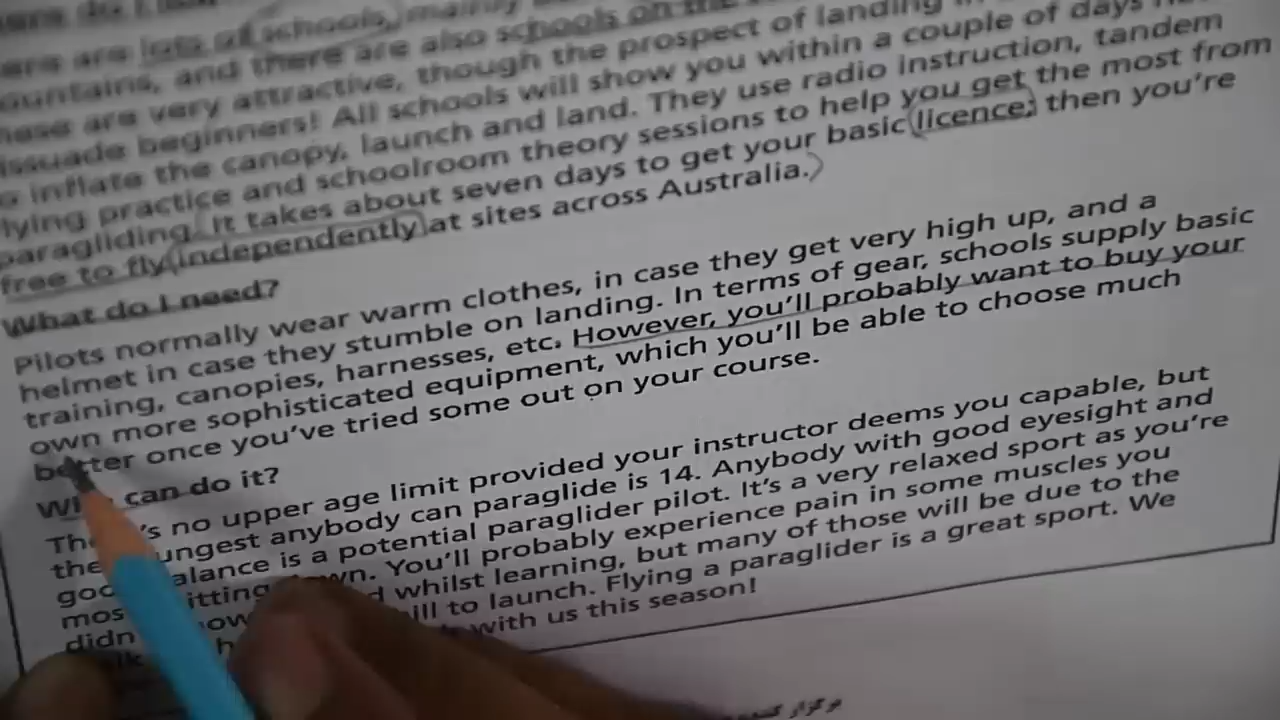 ere are lots of schools, mainly
ountains, and there are also schools on the
hese are very attractive, though the prospect of landing in
issuade beginners! All schools will show you within a couple of days
o inflate the canopy, launch and land. They use radio instruction, tandem
lying practice and schoolroom theory sessions to help you get the most from
paragliding. It takes about seven days to get your basic licence; then you're
free to fly independently at sites across Australia.
What do I need?
Pilots normally wear warm clothes, in case they get very high up, and a
helmet in case they stumble on landing. In terms of gear, schools supply basic
training, canopies, harnesses, etc. However, you'll probably want to buy your
own more sophisticated equipment, which you'll be able to choose much
better once you've tried some out on your course.
Who can do it?
There's no upper age limit provided your instructor deems you capable, but
the youngest anybody can paraglide is 14. Anybody with good eyesight and
good balance is a potential paraglider pilot. It's a very relaxed sport as you're
mos sitting down. You'll probably experience pain in some muscles you
didn know whilst learning, but many of those will be due to the
hill to launch. Flying a paraglider is a great sport. We
with us this season!
برگزار کننده